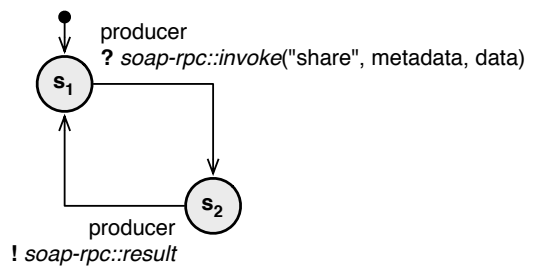 producer
? soap-rpc::invoke("share", metadata, data)
s1
s2
producer
! soap-rpc::result